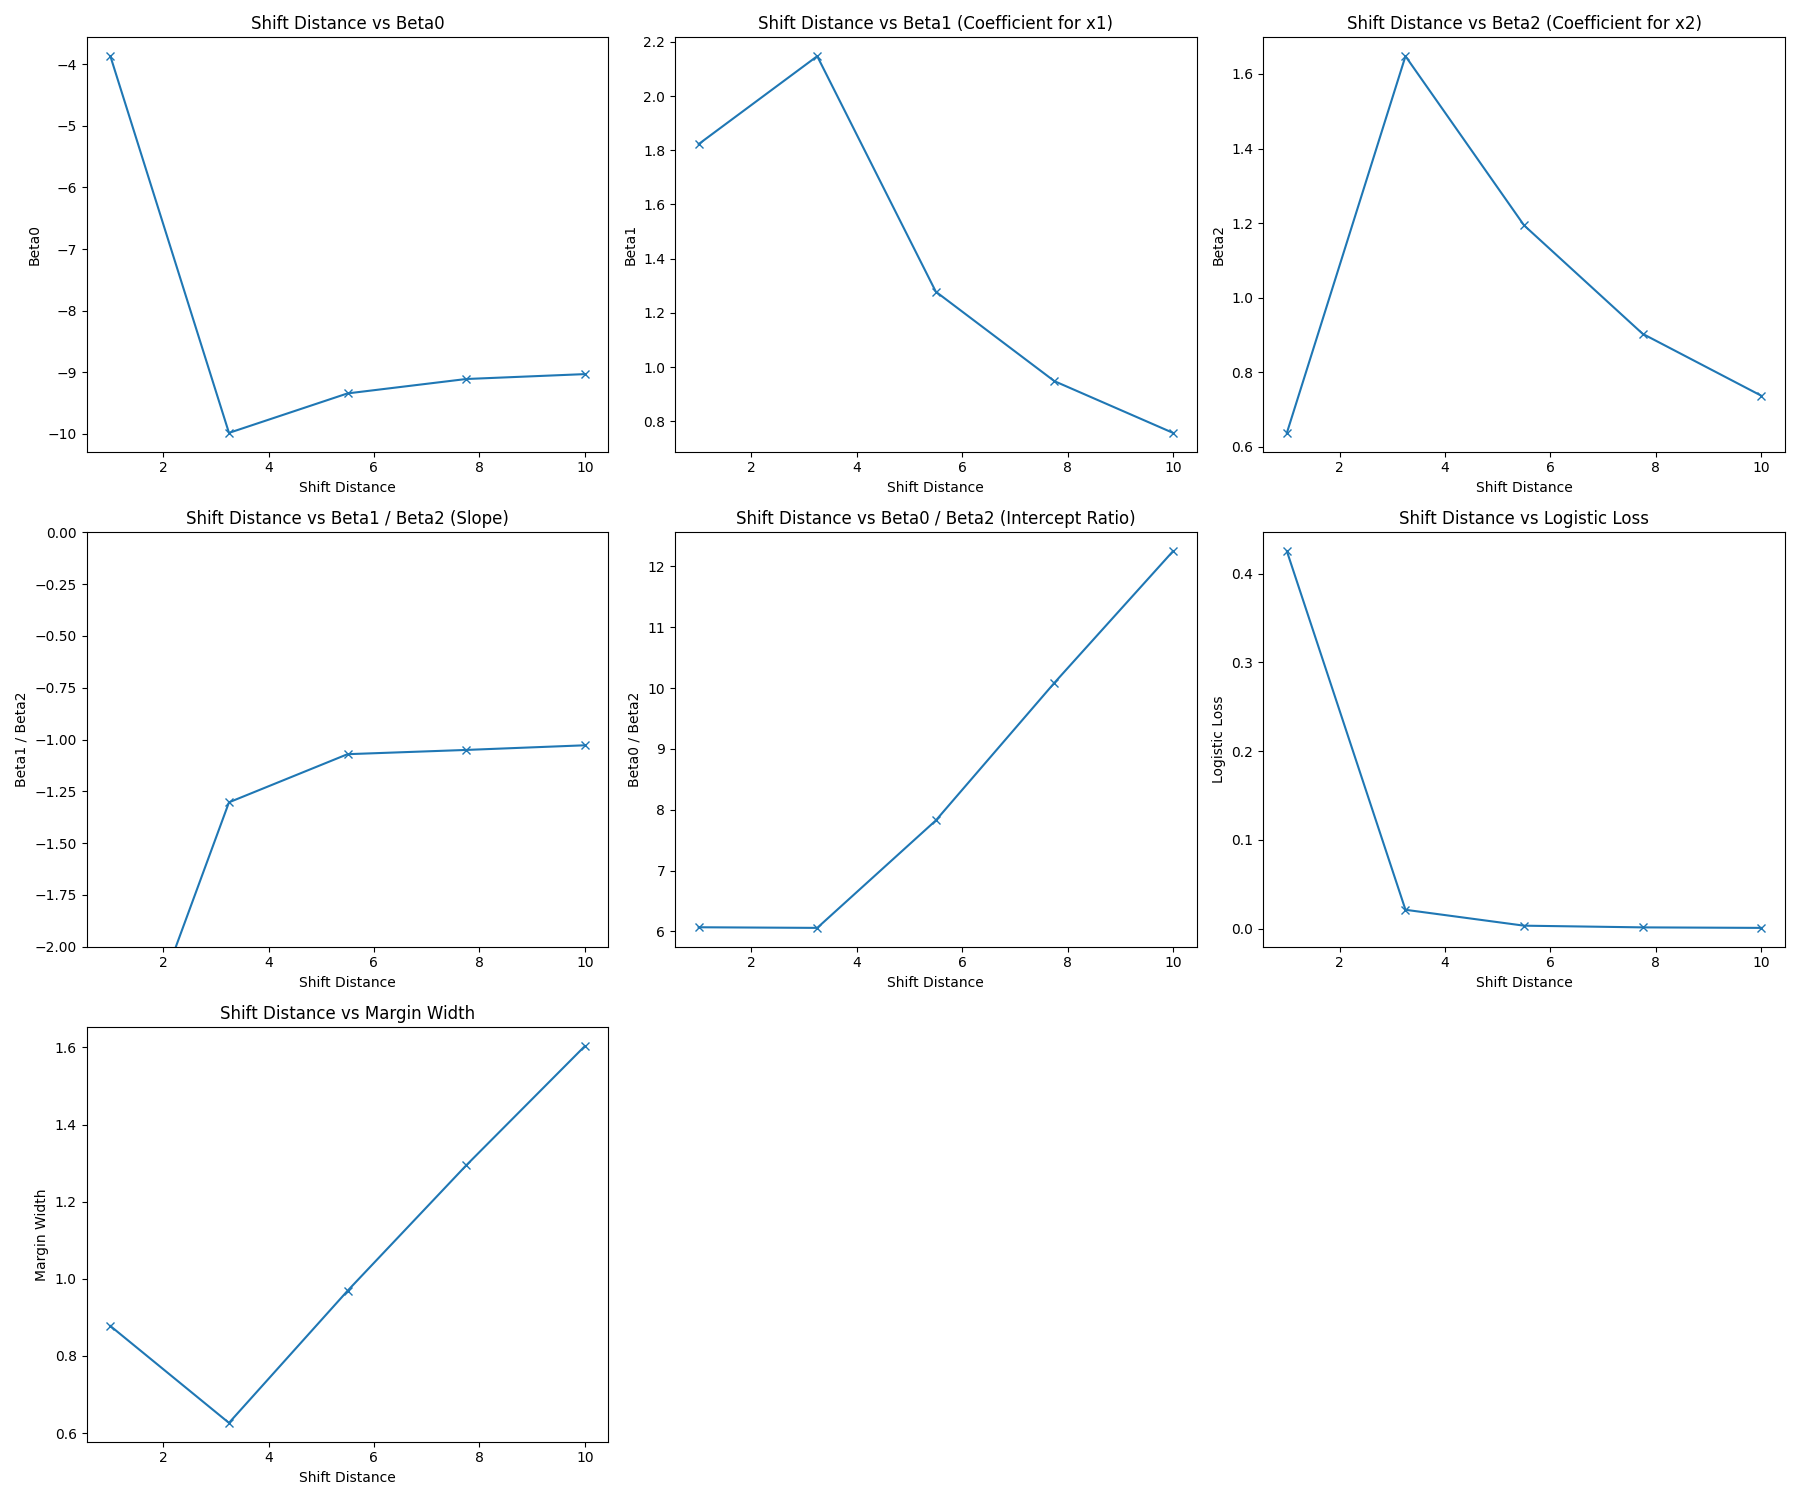 Shift Distance vs Beta0
−4
−5
−6
−7
−8
−9
−10
Beta0
2 4 6 8 10
Shift Distance
Shift Distance vs Beta1 (Coefficient for x1)
2.2
2.0
1.8
1.6
1.4
1.2
1.0
0.8
Beta1
2 4 6 8 10
Shift Distance
Shift Distance vs Beta2 (Coefficient for x2)
1.6
1.4
1.2
1.0
0.8
0.6
Beta2
2 4 6 8 10
Shift Distance
Shift Distance vs Beta1 / Beta2 (Slope)
0.00
−0.25
−0.50
−0.75
−1.00
−1.25
−1.50
−1.75
−2.00
Beta1 / Beta2
2 4 6 8 10
Shift Distance
Shift Distance vs Beta0 / Beta2 (Intercept Ratio)
12
11
10
9
8
7
6
Beta0 / Beta2
2 4 6 8 10
Shift Distance
Shift Distance vs Logistic Loss
0.4
0.3
0.2
0.1
0.0
Logistic Loss
2 4 6 8 10
Shift Distance
Shift Distance vs Margin Width
1.6
1.4
1.2
1.0
0.8
0.6
Margin Width
2 4 6 8 10
Shift Distance